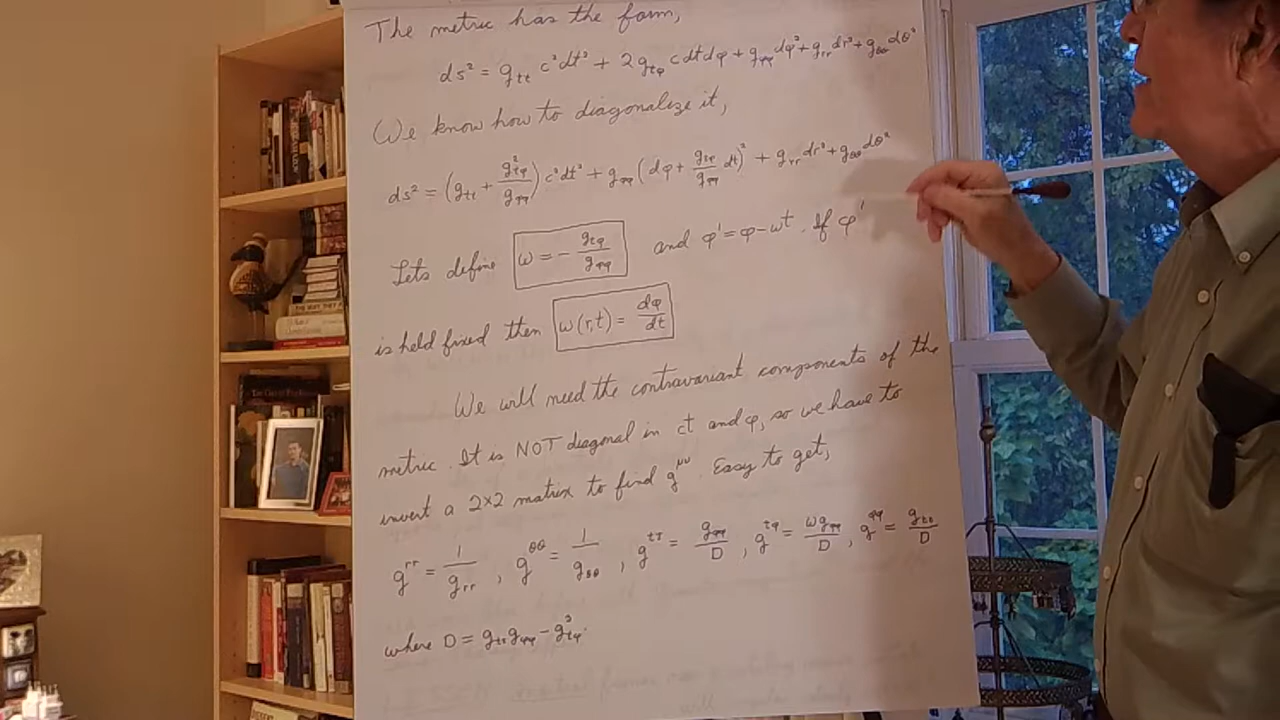 The metric has the form,
ds² = g_tt c²dt² + 2g_tφ cdtdφ + g_φφ dφ² + g_rr dr² + g_θθ dθ²
We know how to diagonalize it,
ds² = (g_tt + g²_tφ/g_φφ) c²dt² + g_φφ (dφ + g_tφ/g_φφ dt)² + g_rr dr² + g_θθ dθ²
Lets define ω = - g_tφ/g_φφ and φ' = φ - ωt. If φ'
is held fixed then ω(r,t) = dφ/dt
We will need the contravariant components of the
metric. It is NOT diagonal in ct and φ, so we have to
invert a 2×2 matrix to find g^μν. Easy to get,
g^rr = 1/g_rr , g^θθ = 1/g_θθ , g^tt = g_φφ/D , g^tφ = ωg_φφ/D , g^φφ = g_tt/D
where D = g_tt g_φφ - g²_tφ.